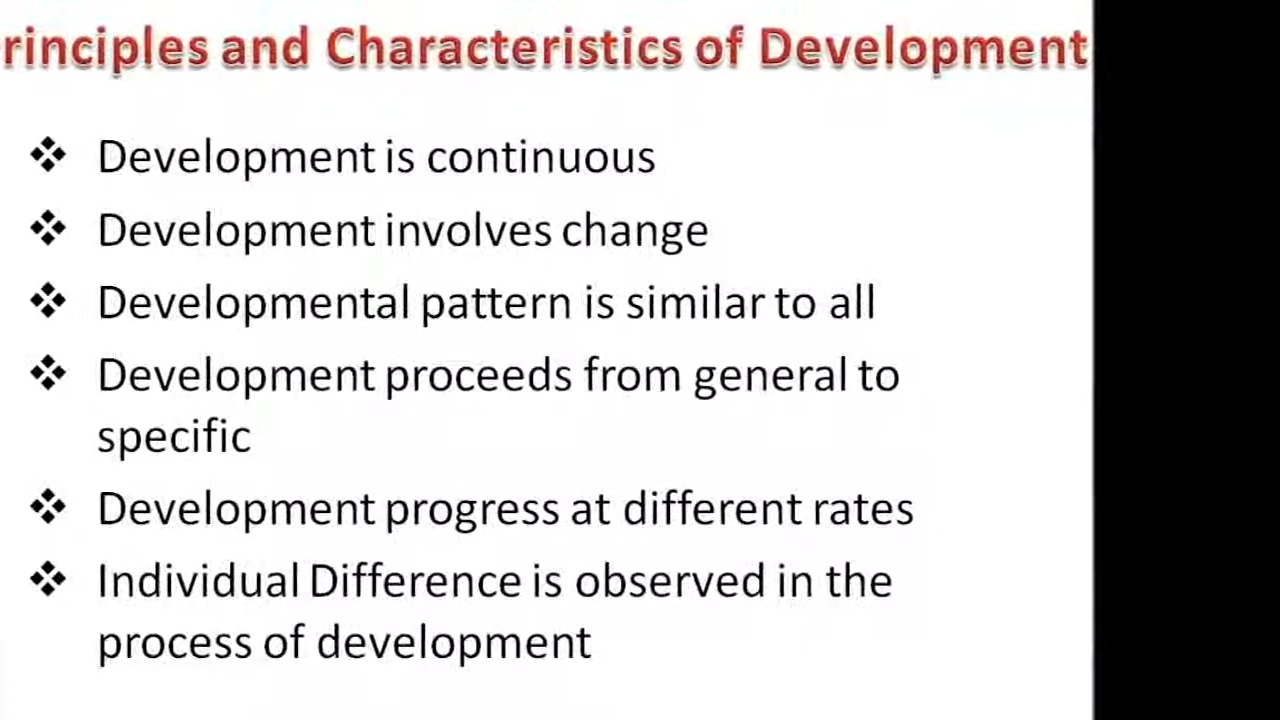 rinciples and Characteristics of Development
❖ Development is continuous
❖ Development involves change
❖ Developmental pattern is similar to all
❖ Development proceeds from general to
specific
❖ Development progress at different rates
❖ Individual Difference is observed in the
process of development